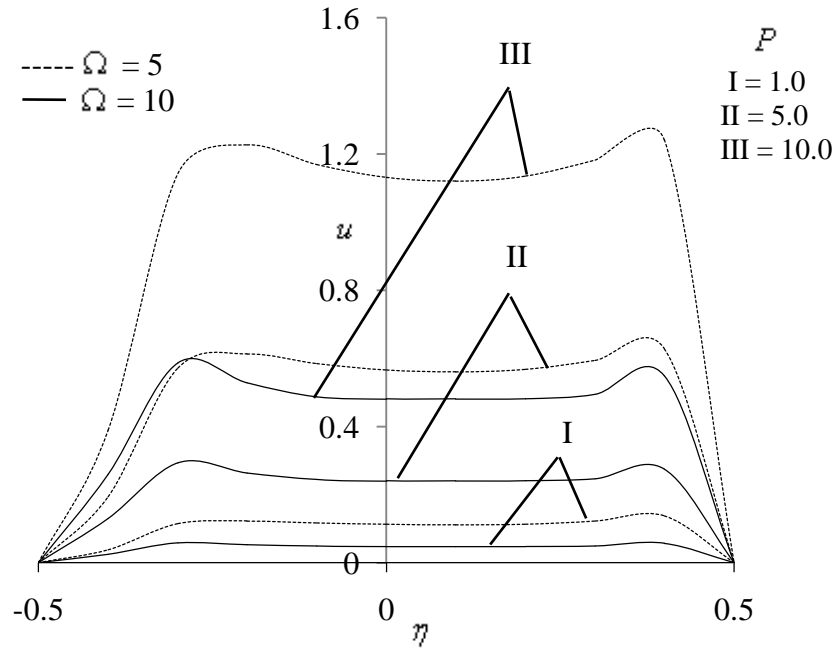 1.6
III
P
Ω = 5
Ω = 10
I = 1.0
II = 5.0
III = 10.0
1.2
u
II
0.8
0.4
I
0
-0.5
0
0.5
η